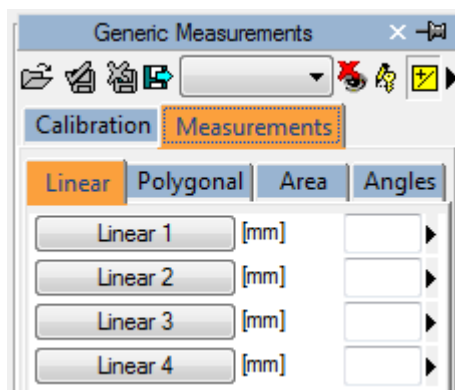 Generic Measurements
Calibration Measurements
Linear Polygonal Area Angles
Linear 1 [mm]
Linear 2 [mm]
Linear 3 [mm]
Linear 4 [mm]